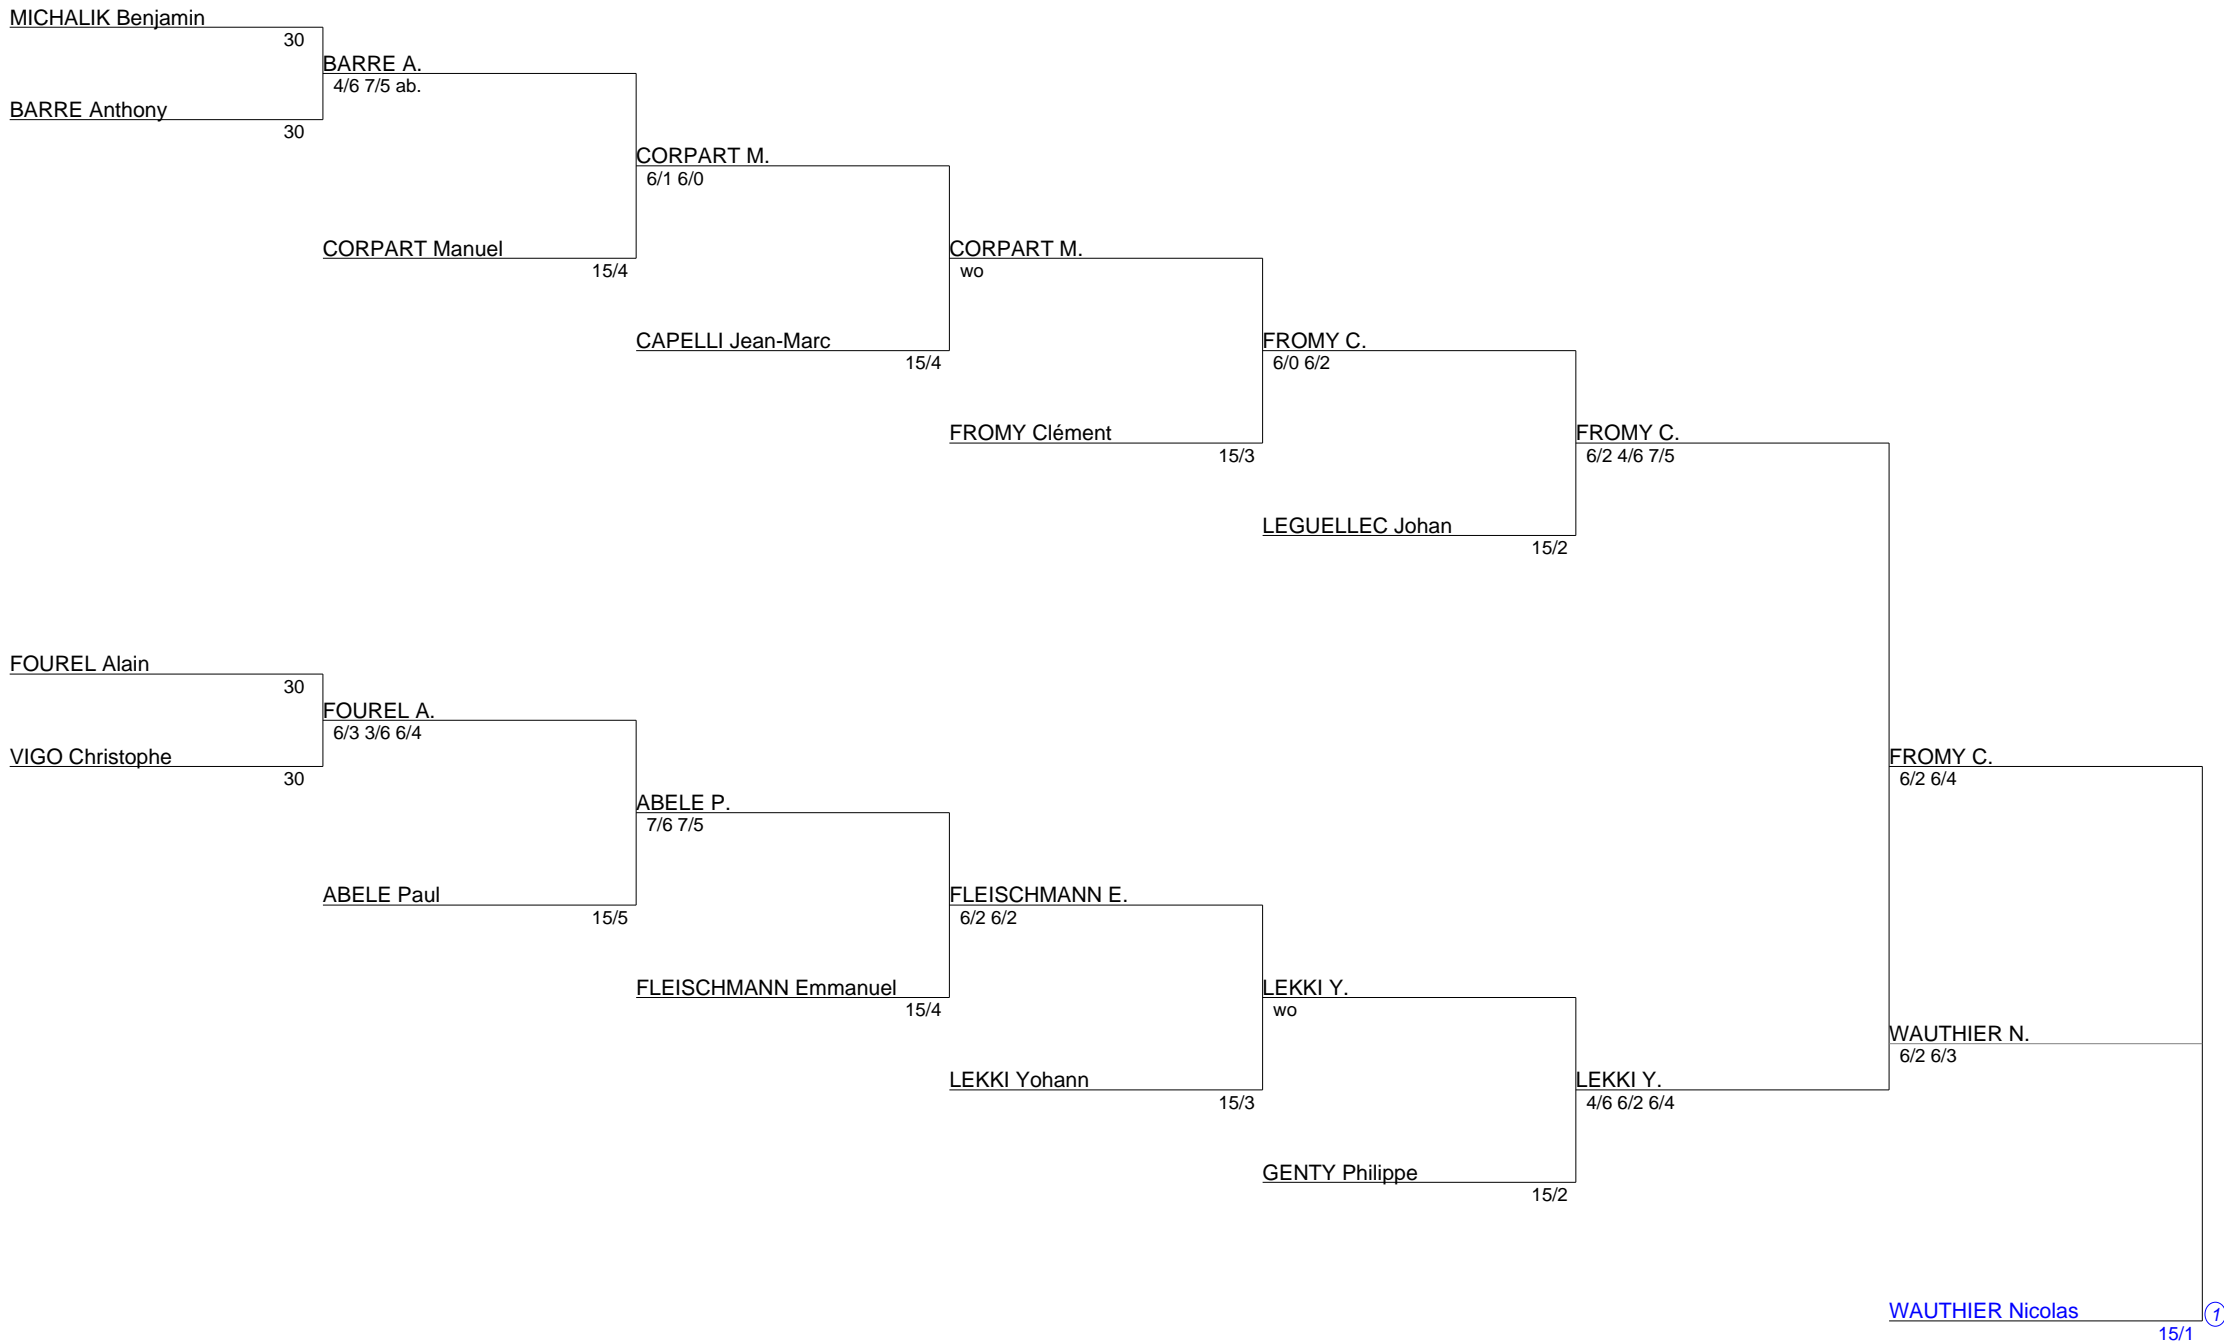 MICHALIK Benjamin
30
BARRE A.
4/6 7/5 ab.
BARRE Anthony
30
CORPART M.
6/1 6/0
CORPART Manuel
15/4
CORPART M.
wo
CAPELLI Jean-Marc
15/4
FROMY C.
6/0 6/2
FROMY Clément
15/3
FROMY C.
6/2 4/6 7/5
LEGUELLEC Johan
15/2
FOUREL Alain
30
FOUREL A.
6/3 3/6 6/4
VIGO Christophe
30
FROMY C.
6/2 6/4
ABELE P.
7/6 7/5
ABELE Paul
15/5
FLEISCHMANN E.
6/2 6/2
FLEISCHMANN Emmanuel
15/4
LEKKI Y.
wo
WAUTHIER N.
6/2 6/3
LEKKI Yohann
15/3
LEKKI Y.
4/6 6/2 6/4
GENTY Philippe
15/2
WAUTHIER Nicolas
1
15/1